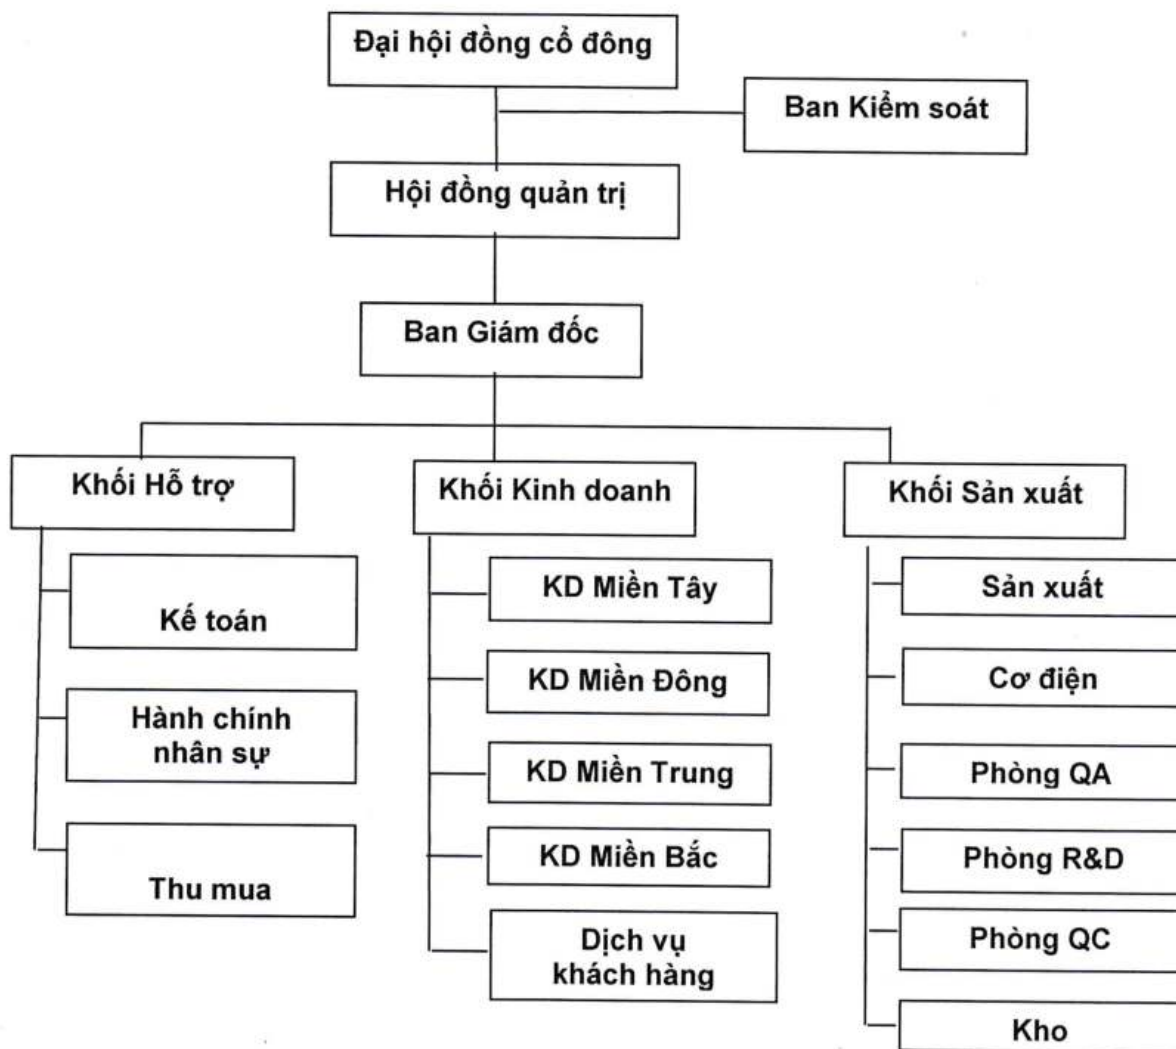 Đại hội đồng cổ đông
Ban Kiểm soát
Hội đồng quản trị
Ban Giám đốc
Khối Hỗ trợ
Kế toán
Hành chính
nhân sự
Thu mua
Khối Kinh doanh
KD Miền Tây
KD Miền Đông
KD Miền Trung
KD Miền Bắc
Dịch vụ
khách hàng
Khối Sản xuất
Sản xuất
Cơ điện
Phòng QA
Phòng R&D
Phòng QC
Kho